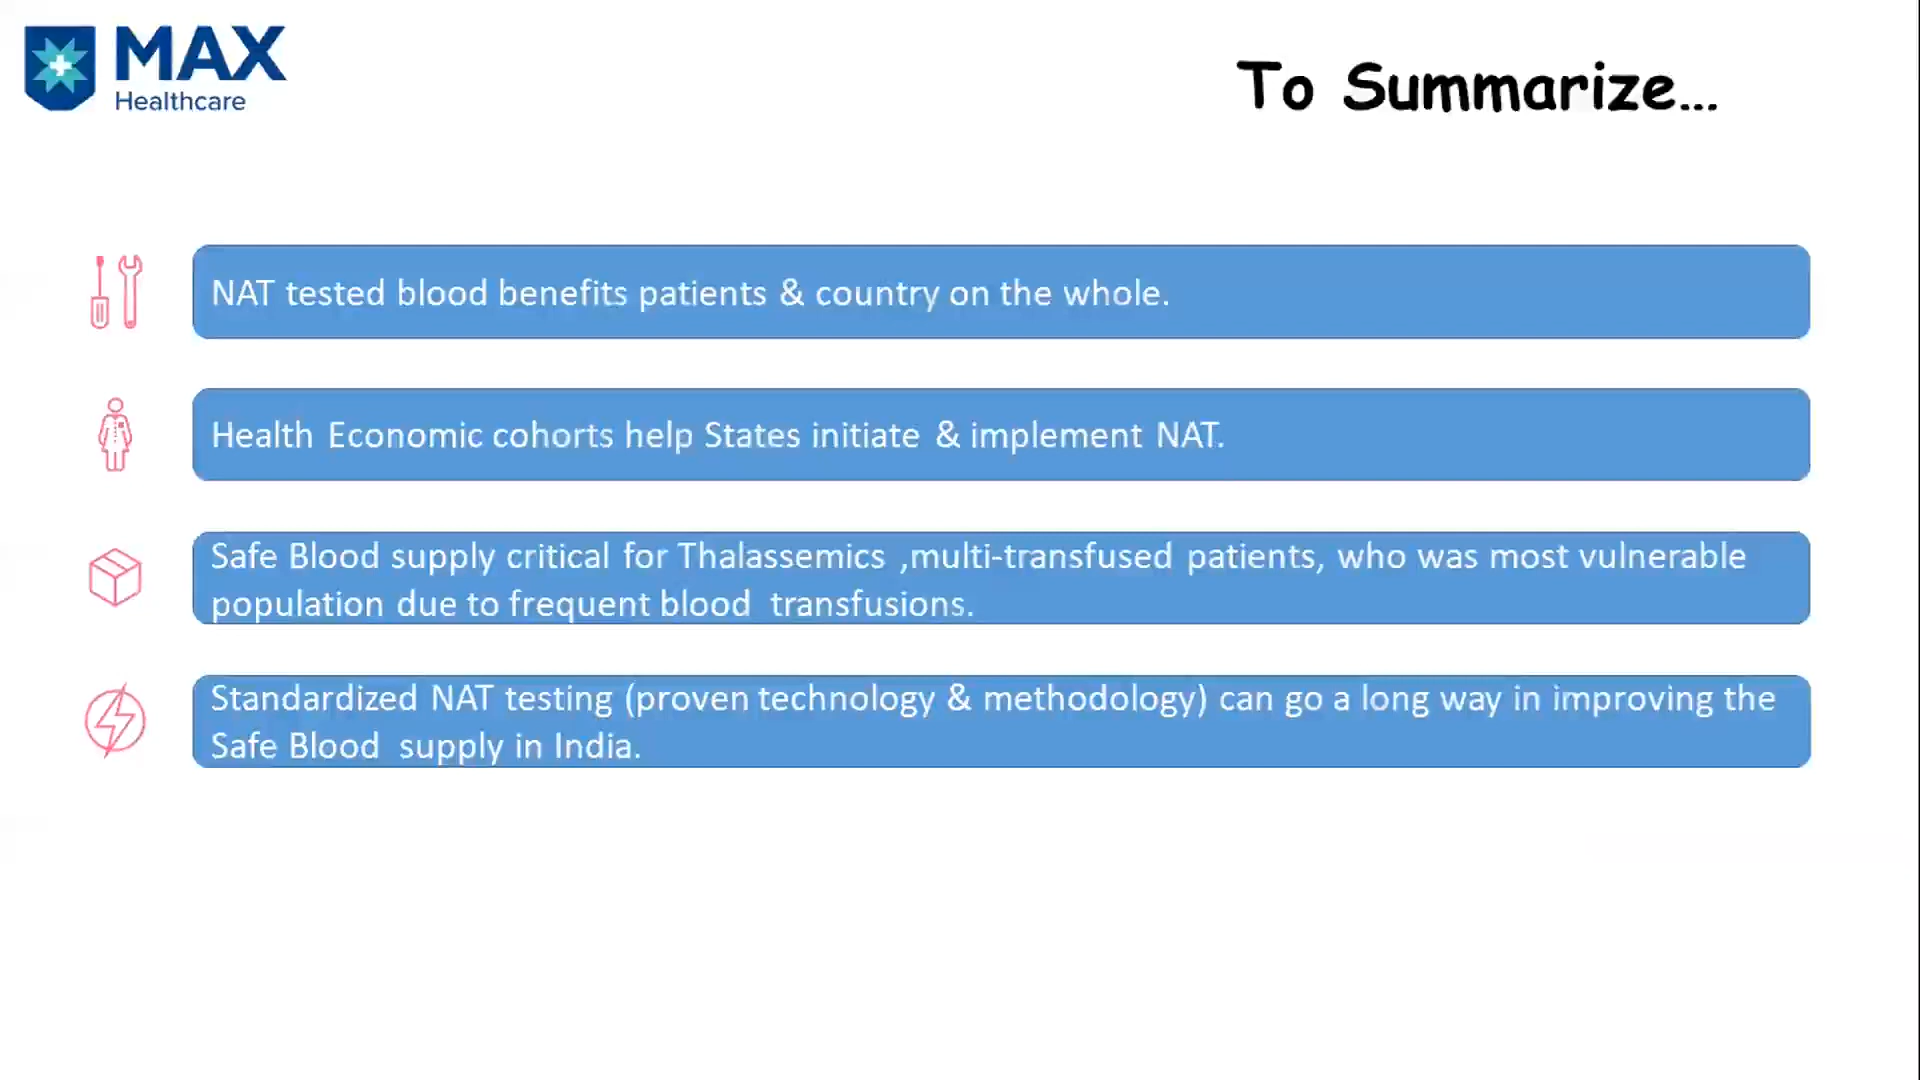 MAX
Healthcare
To Summarize...
NAT tested blood benefits patients & country on the whole.
Health Economic cohorts help States initiate & implement NAT.
Safe Blood supply critical for Thalassemics ,multi-transfused patients, who was most vulnerable
population due to frequent blood transfusions.
Standardized NAT testing (proven technology & methodology) can go a long way in improving the
Safe Blood supply in India.